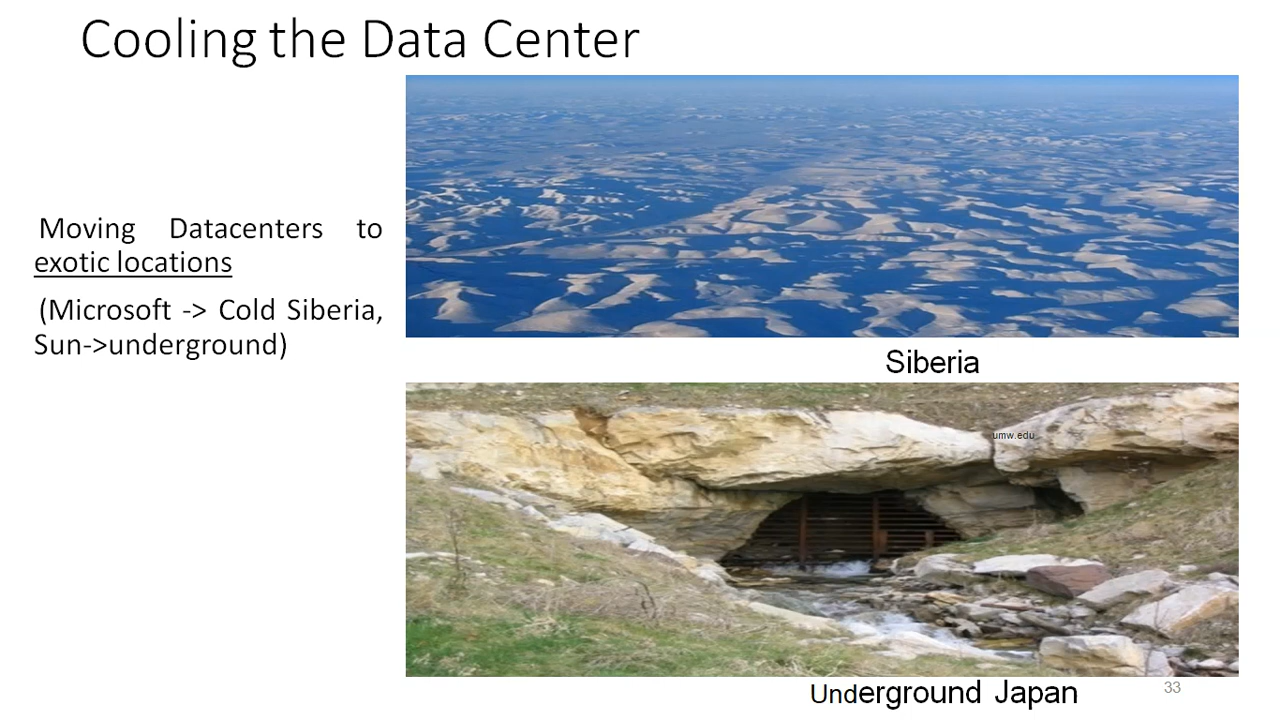 Cooling the Data Center
Moving Datacenters to
exotic locations
(Microsoft -> Cold Siberia,
Sun->underground)
Siberia
umw.edu
Underground Japan
33